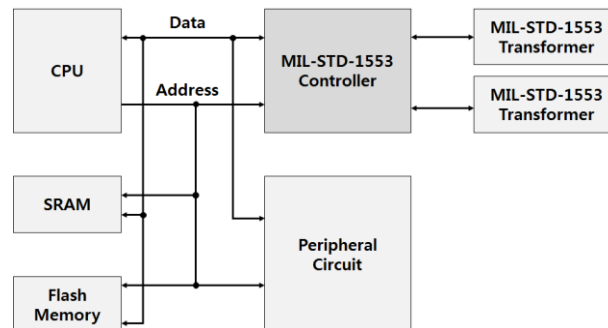 Data
CPU
Address
MIL-STD-1553
Controller
MIL-STD-1553
Transformer
MIL-STD-1553
Transformer
SRAM
Flash
Memory
Peripheral
Circuit